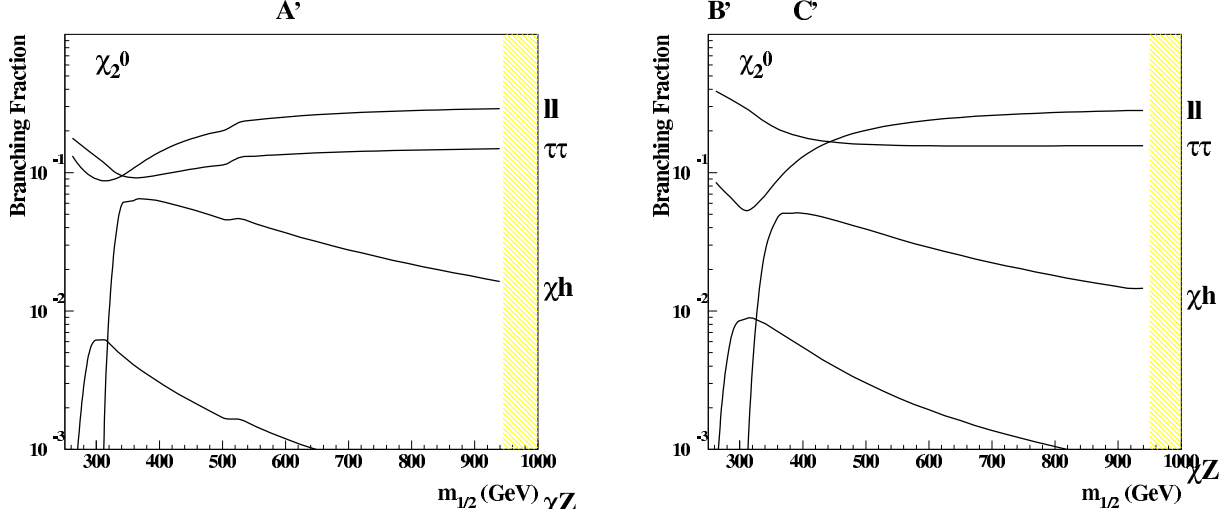 A’
B’ C’
χ₂⁰
ll
ττ
χh
χZ
Branching Fraction
10⁻¹
10⁻²
10⁻³
300 400 500 600 700 800 900 1000
m₁/₂ (GeV)
χ₂⁰
ll
ττ
χh
χZ
Branching Fraction
10⁻¹
10⁻²
10⁻³
300 400 500 600 700 800 900 1000
m₁/₂ (GeV)